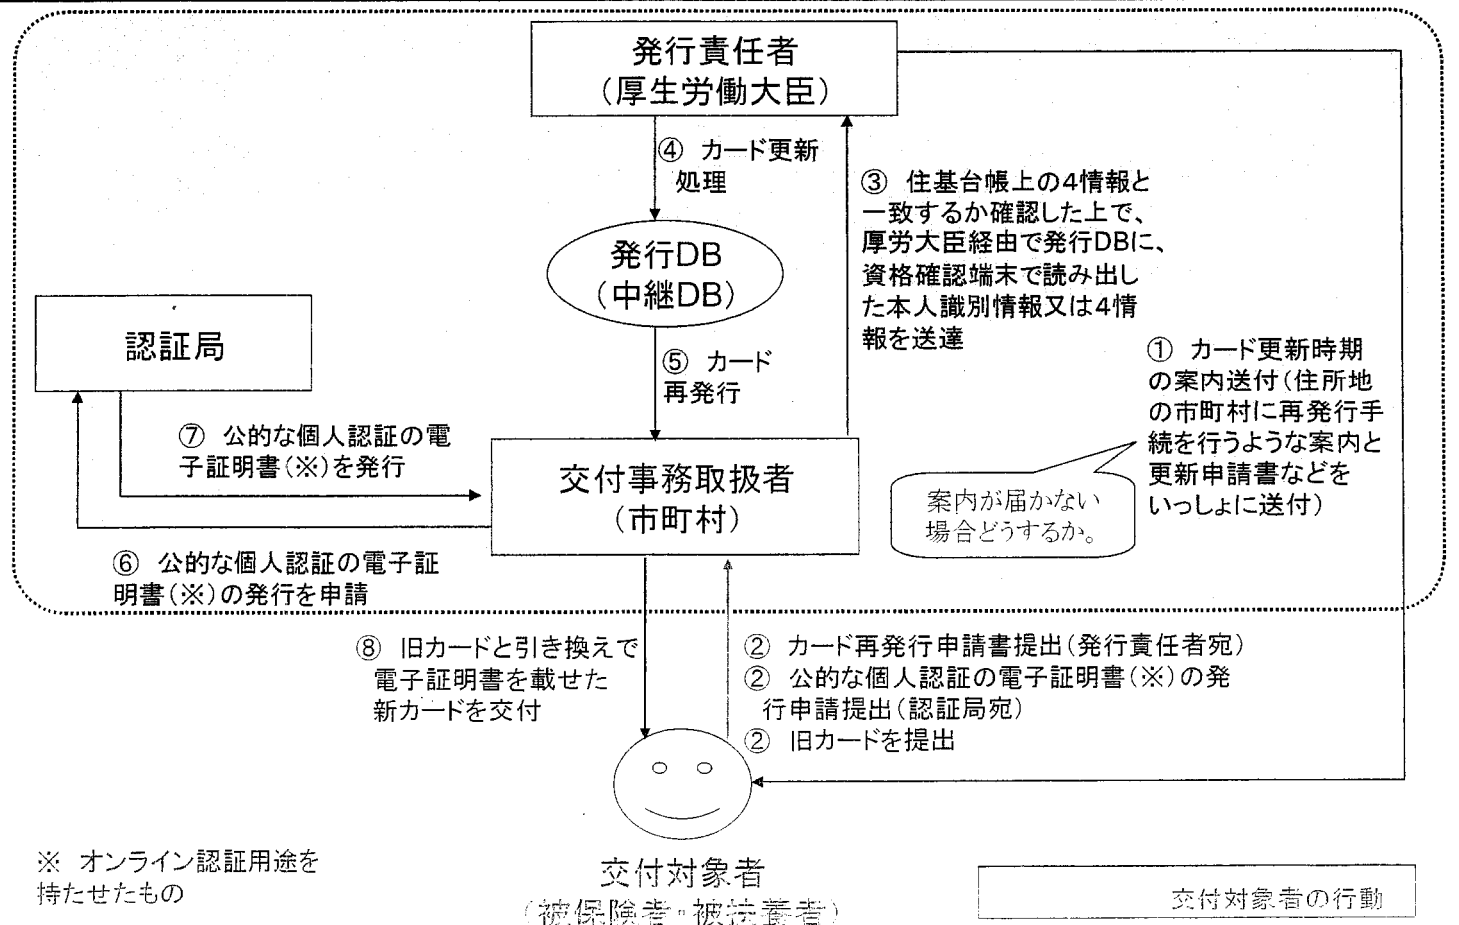 発行責任者
(厚生労働大臣)
④ カード更新
処理
③ 住基台帳上の4情報と
一致するか確認した上で、
厚労大臣経由で発行DBに、
資格確認端末で読み出し
た本人識別情報又は4情
報を送達
発行DB
(中継DB)
認証局
⑤ カード
再発行
① カード更新時期
の案内送付(住所地
の市町村に再発行手
続を行うような案内と
更新申請書などを
いっしょに送付)
⑦ 公的な個人認証の電
子証明書(※)を発行
交付事務取扱者
(市町村)
案内が届かない
場合どうするか。
⑥ 公的な個人認証の電子証
明書(※)の発行を申請
⑧ 旧カードと引き換えで
電子証明書を載せた
新カードを交付
② カード再発行申請書提出(発行責任者宛)
② 公的な個人認証の電子証明書(※)の発
行申請提出(認証局宛)
② 旧カードを提出
※ オンライン認証用途を
持たせたもの
交付対象者
(被保険者・被扶養者)
交付対象者の行動